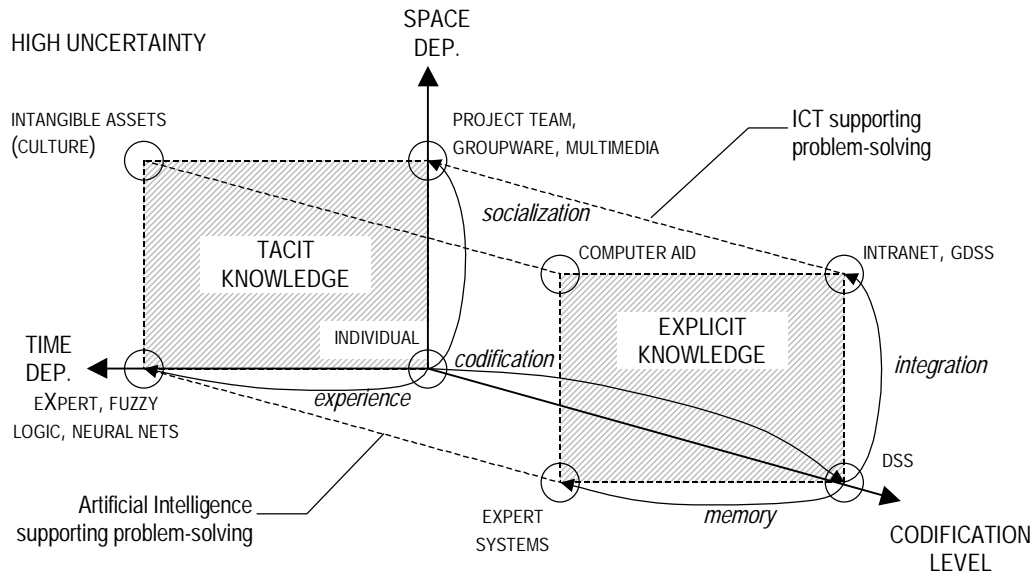 SPACE
DEP.
HIGH UNCERTAINTY
INTANGIBLE ASSETS
(CULTURE)
PROJECT TEAM,
GROUPWARE, MULTIMEDIA
ICT supporting
problem-solving
socialization
TACIT
KNOWLEDGE
COMPUTER AID
INTRANET, GDSS
INDIVIDUAL
EXPLICIT
KNOWLEDGE
TIME
DEP.
codification
integration
experience
EXPERT, FUZZY
LOGIC, NEURAL NETS
DSS
Artificial Intelligence
supporting problem-solving
EXPERT
SYSTEMS
memory
CODIFICATION
LEVEL